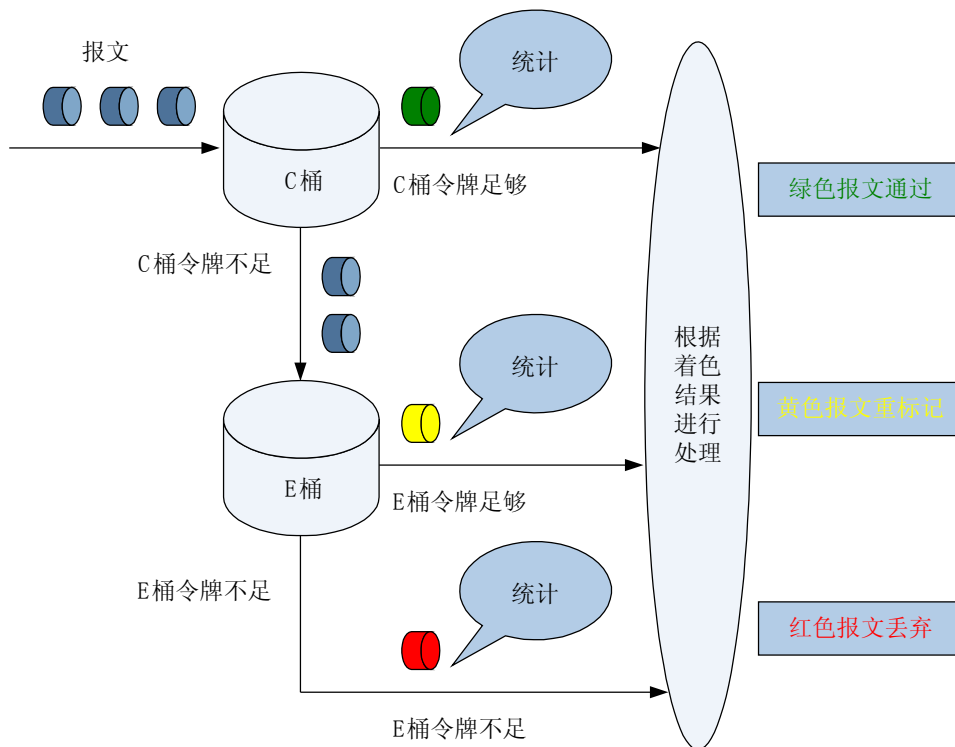 报文
统计
C桶
C桶令牌足够
绿色报文通过
C桶令牌不足
统计
根据
着色
结果
进行
处理
黄色报文重标记
E桶
E桶令牌足够
E桶令牌不足
统计
红色报文丢弃
E桶令牌不足